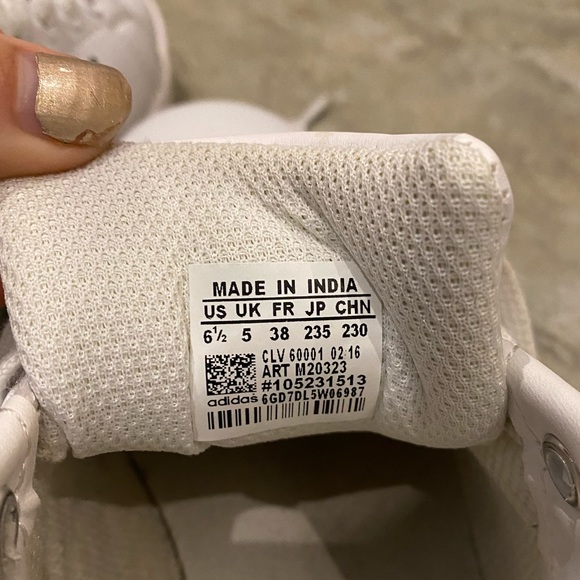 MADE IN INDIA
US UK FR JP CHN
6½ 5 38 235 230
CLV 60001 02 16
ART M20323
#105231513
adidas 6GD7DL5W06987